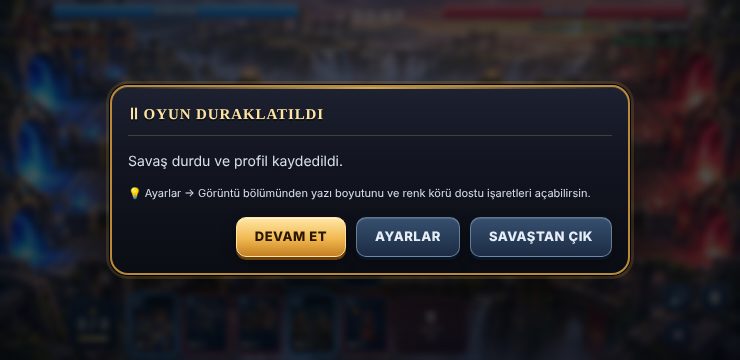 OYUN DURAKLATILDI
Savaş durdu ve profil kaydedildi.
💡 Ayarlar → Görüntü bölümünden yazı boyutunu ve renk körü dostu işaretleri açabilirsin.
DEVAM ET AYARLAR SAVAŞTAN ÇIK